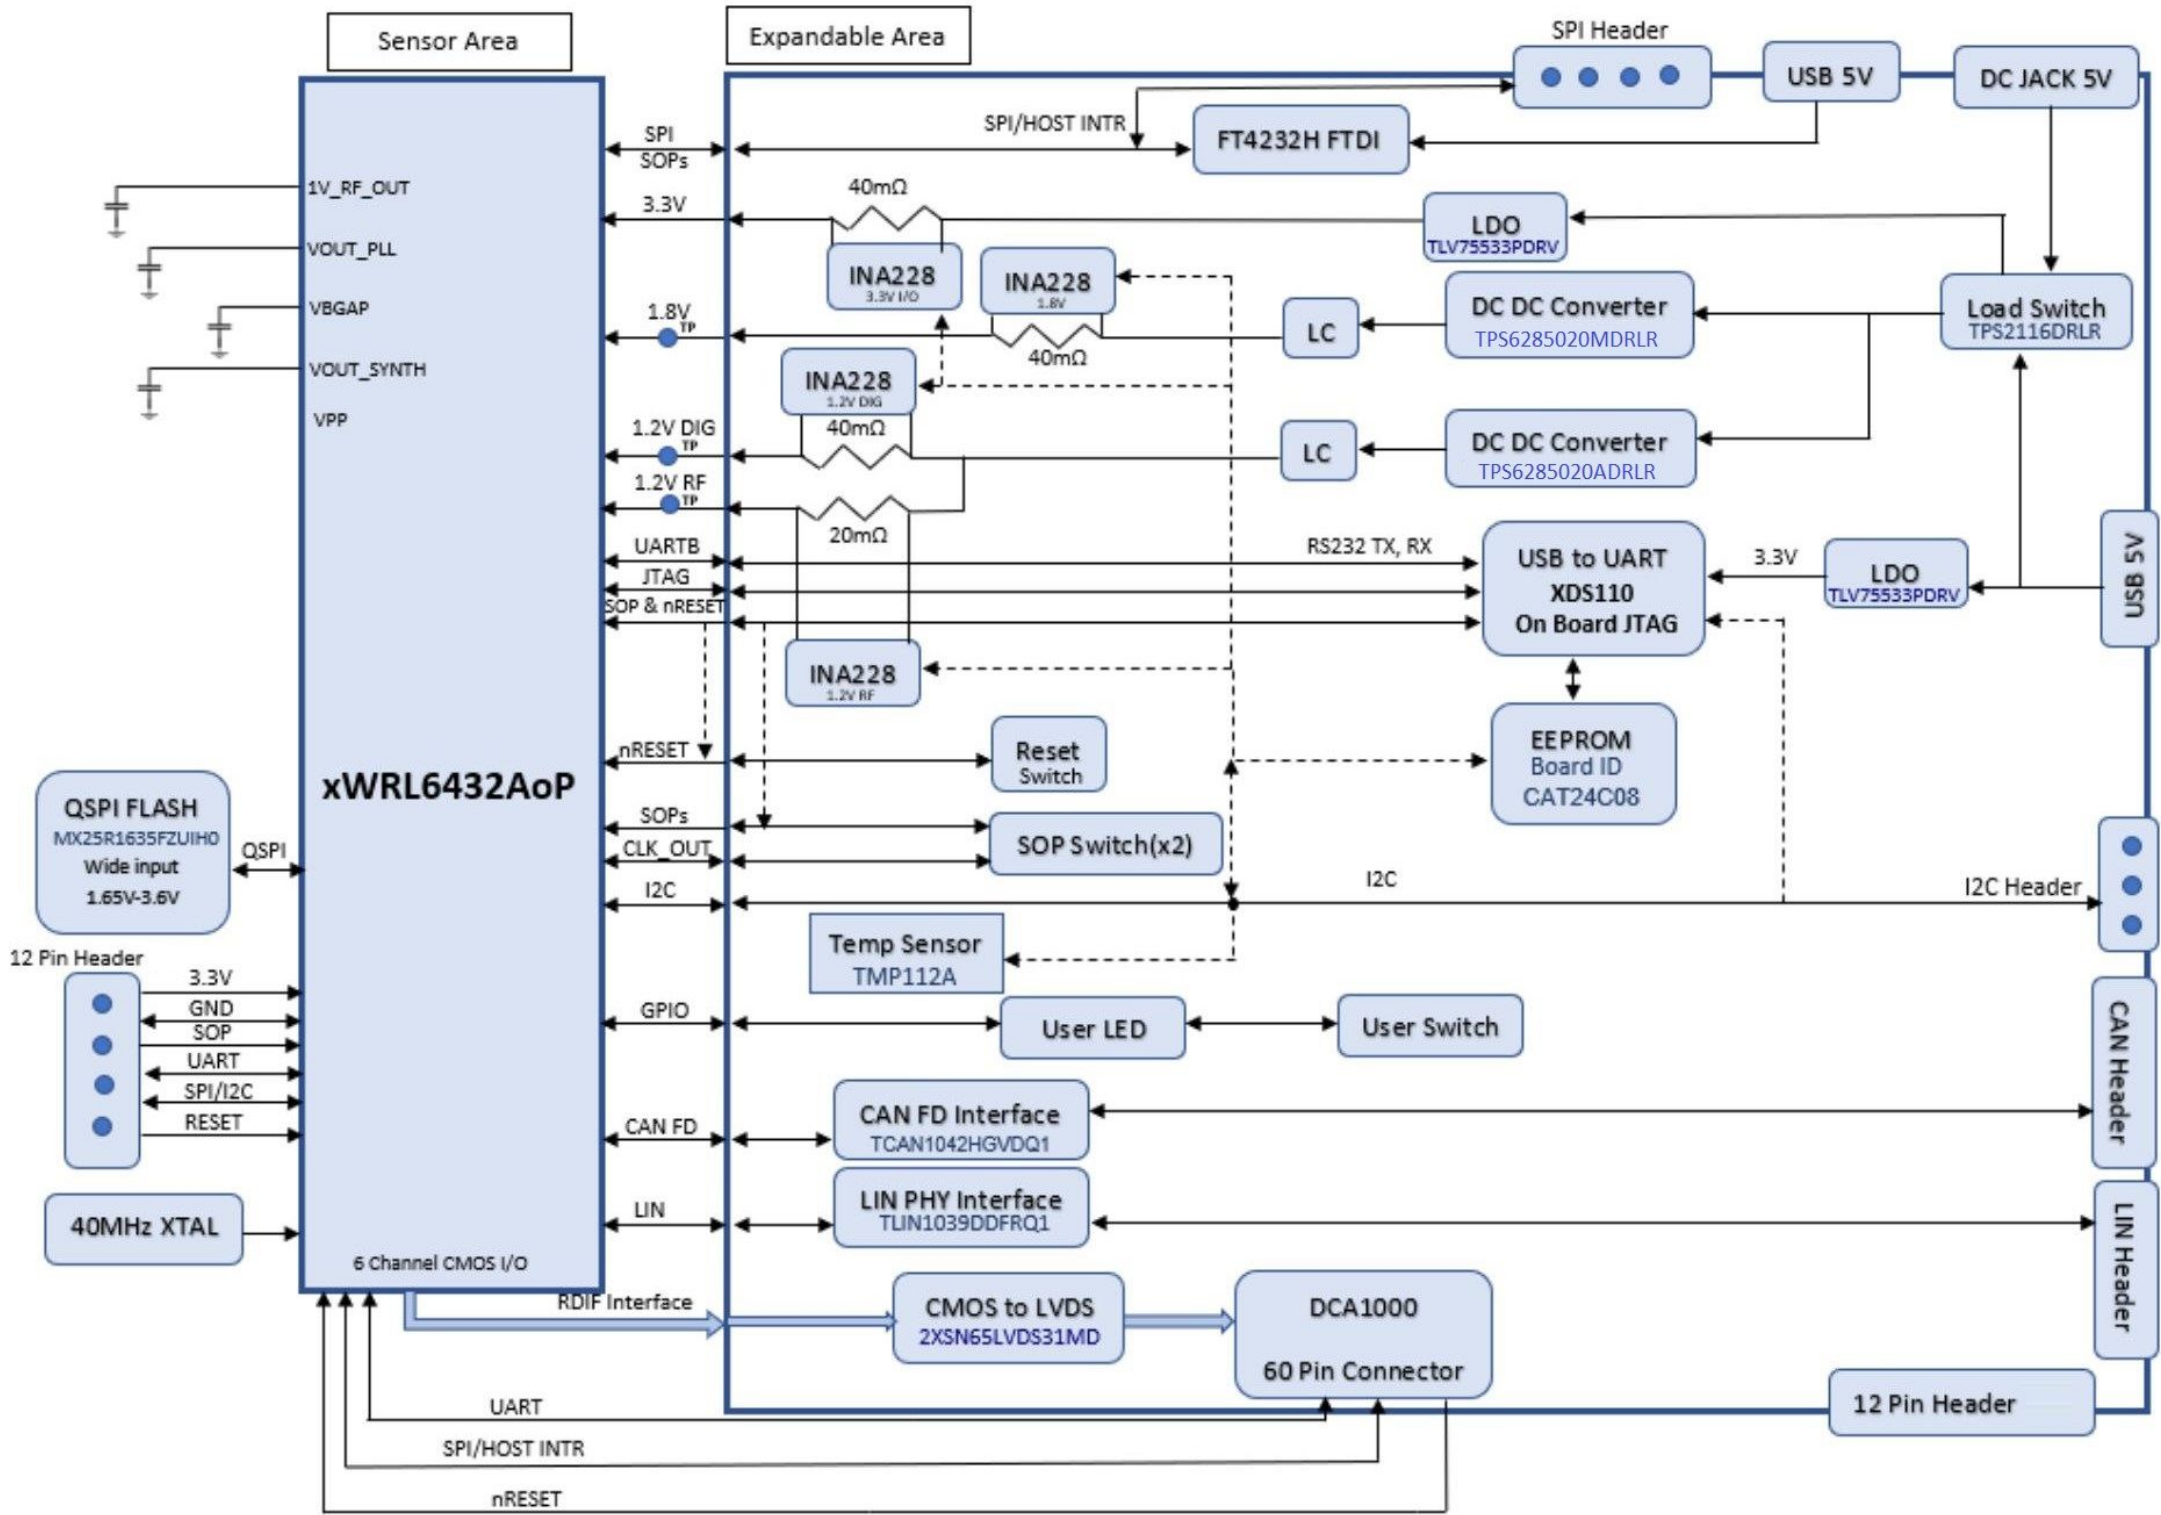 Sensor Area
Expandable Area
SPI Header
USB 5V
DC JACK 5V
SPI
SOPs
SPI/HOST INTR
FT4232H FTDI
1V_RF_OUT
3.3V
40mΩ
LDO
TLV75533PDRV
VOUT_PLL
INA228
3.3V I/O
INA228
1.8V
VBGAP
1.8V
TP
40mΩ
LC
DC DC Converter
TPS6285020MDRLR
Load Switch
TPS2116DRLR
VOUT_SYNTH
INA228
1.2V DIG
VPP
1.2V DIG
TP
40mΩ
LC
DC DC Converter
TPS6285020ADRLR
1.2V RF
TP
20mΩ
UARTB
RS232 TX, RX
JTAG
SOP & nRESET
USB to UART
XDS110
On Board JTAG
3.3V
LDO
TLV75533PDRV
USB 5V
INA228
1.2V RF
nRESET
Reset
Switch
EEPROM
Board ID
CAT24C08
xWRL6432AoP
QSPI FLASH
MX25R1635FZUIH0
Wide input
1.65V-3.6V
QSPI
SOPs
CLK_OUT
SOP Switch(x2)
I2C
I2C
I2C Header
Temp Sensor
TMP112A
12 Pin Header
3.3V
GND
SOP
UART
SPI/I2C
RESET
GPIO
User LED
User Switch
CAN Header
CAN FD
CAN FD Interface
TCAN1042HGVDQ1
LIN
LIN PHY Interface
TLIN1039DDFRQ1
LIN Header
40MHz XTAL
6 Channel CMOS I/O
RDIF Interface
CMOS to LVDS
2XSN65LVDS31MD
DCA1000
60 Pin Connector
12 Pin Header
UART
SPI/HOST INTR
nRESET